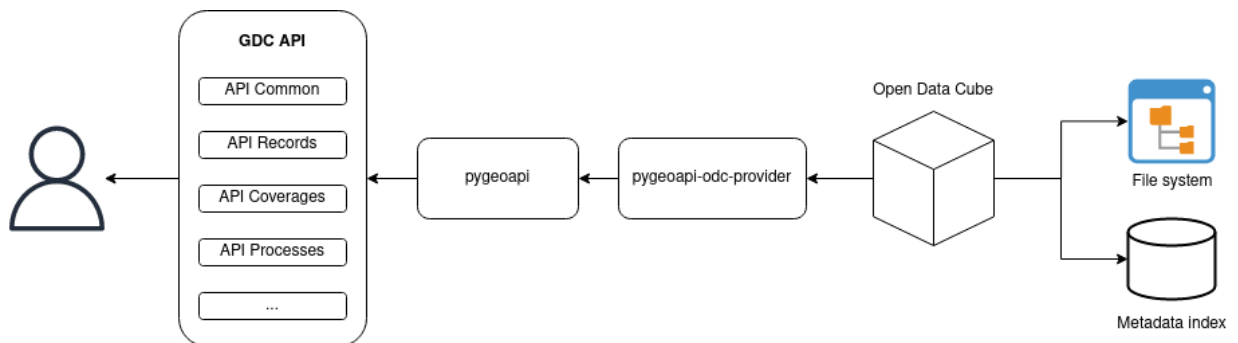 GDC API
API Common
API Records
API Coverages
API Processes
...
pygeoapi
pygeoapi-odc-provider
Open Data Cube
File system
Metadata index